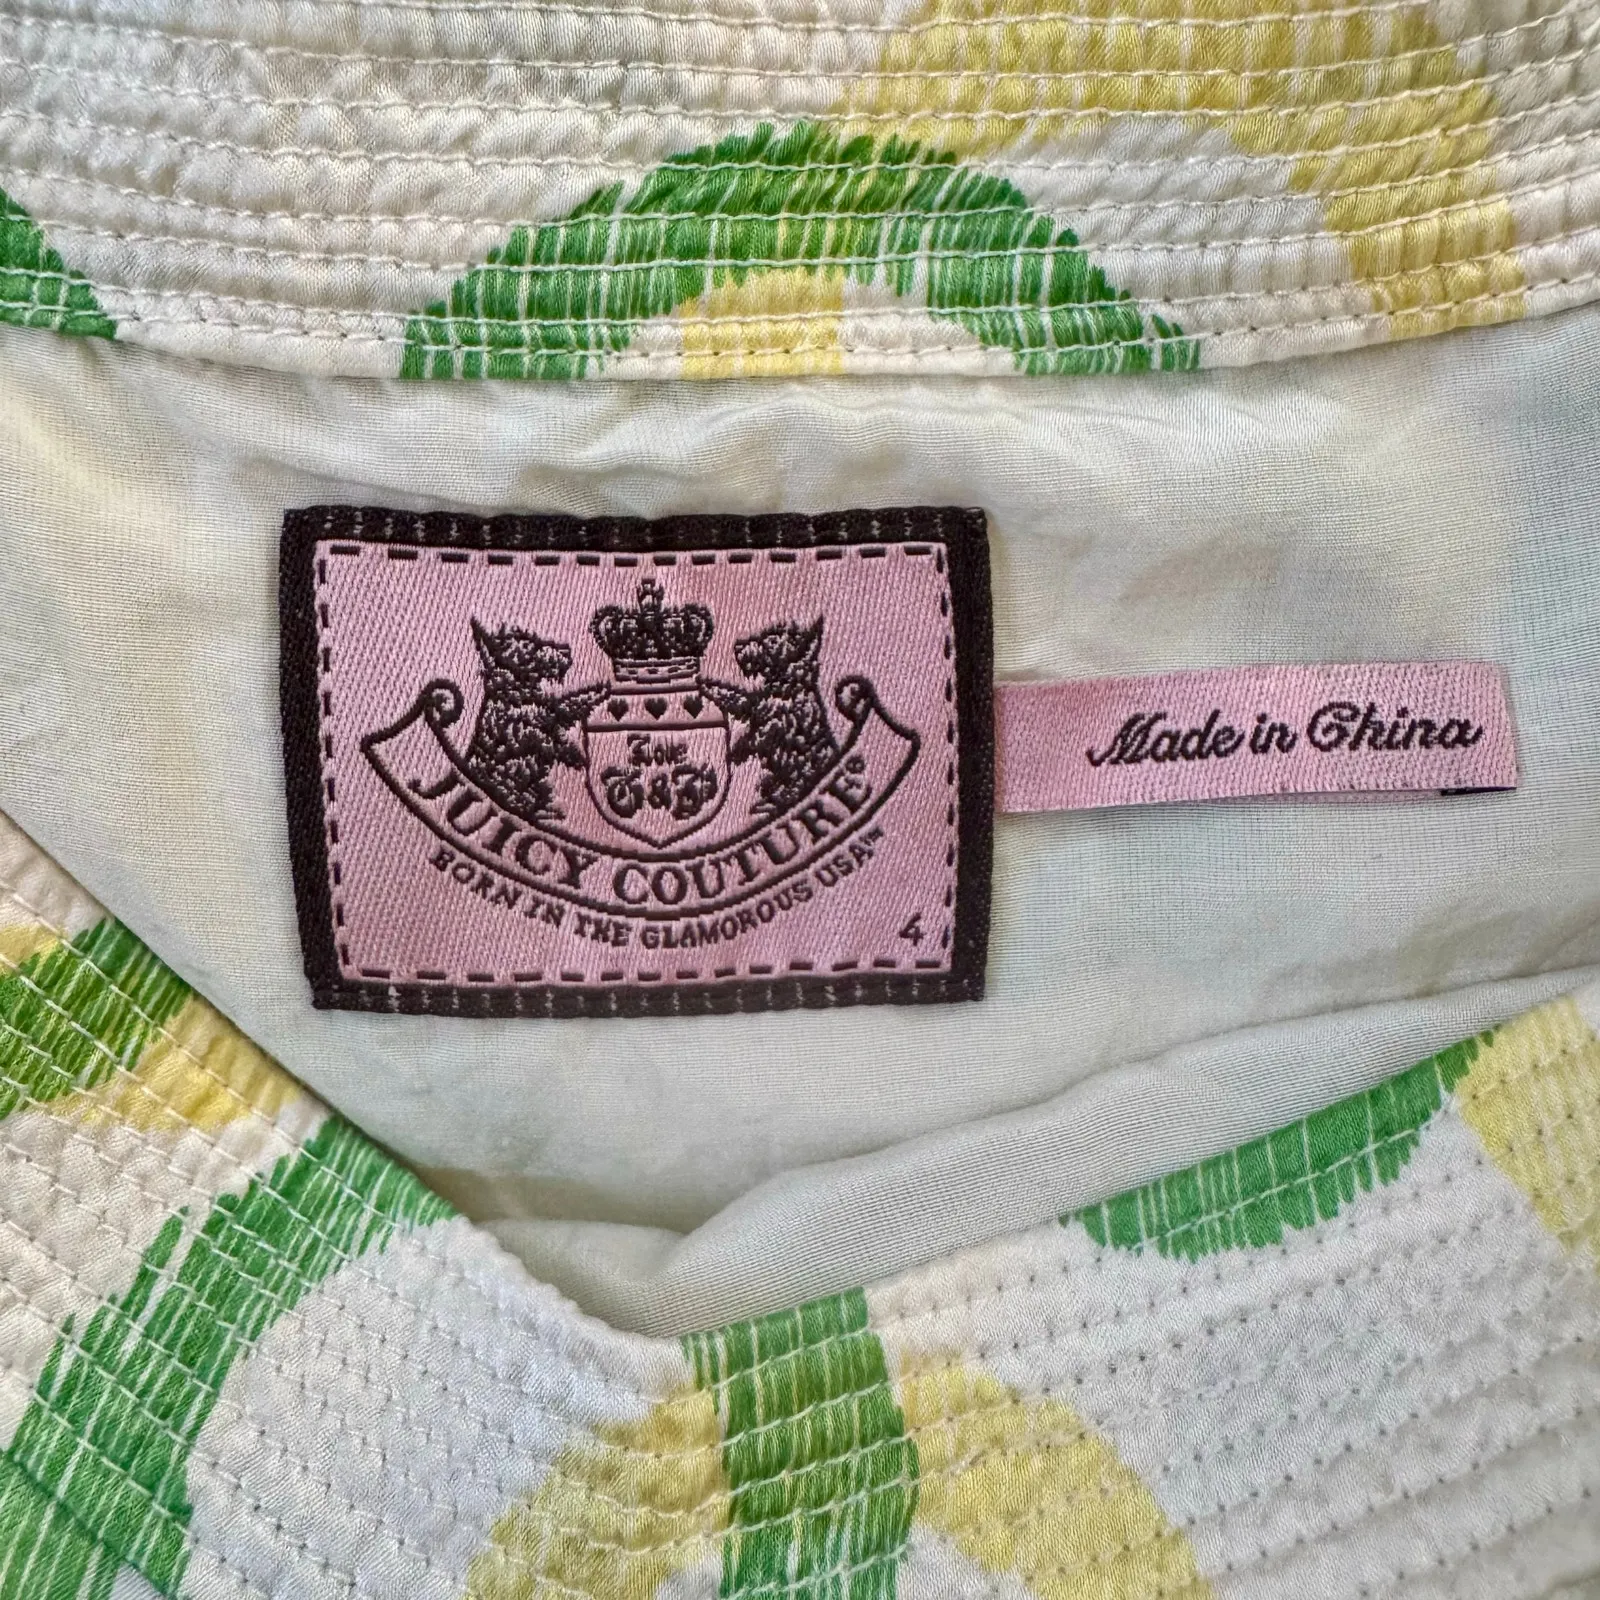 Love
G&P
JUICY COUTURE®
BORN IN THE GLAMOROUS USA™
4
Made in China